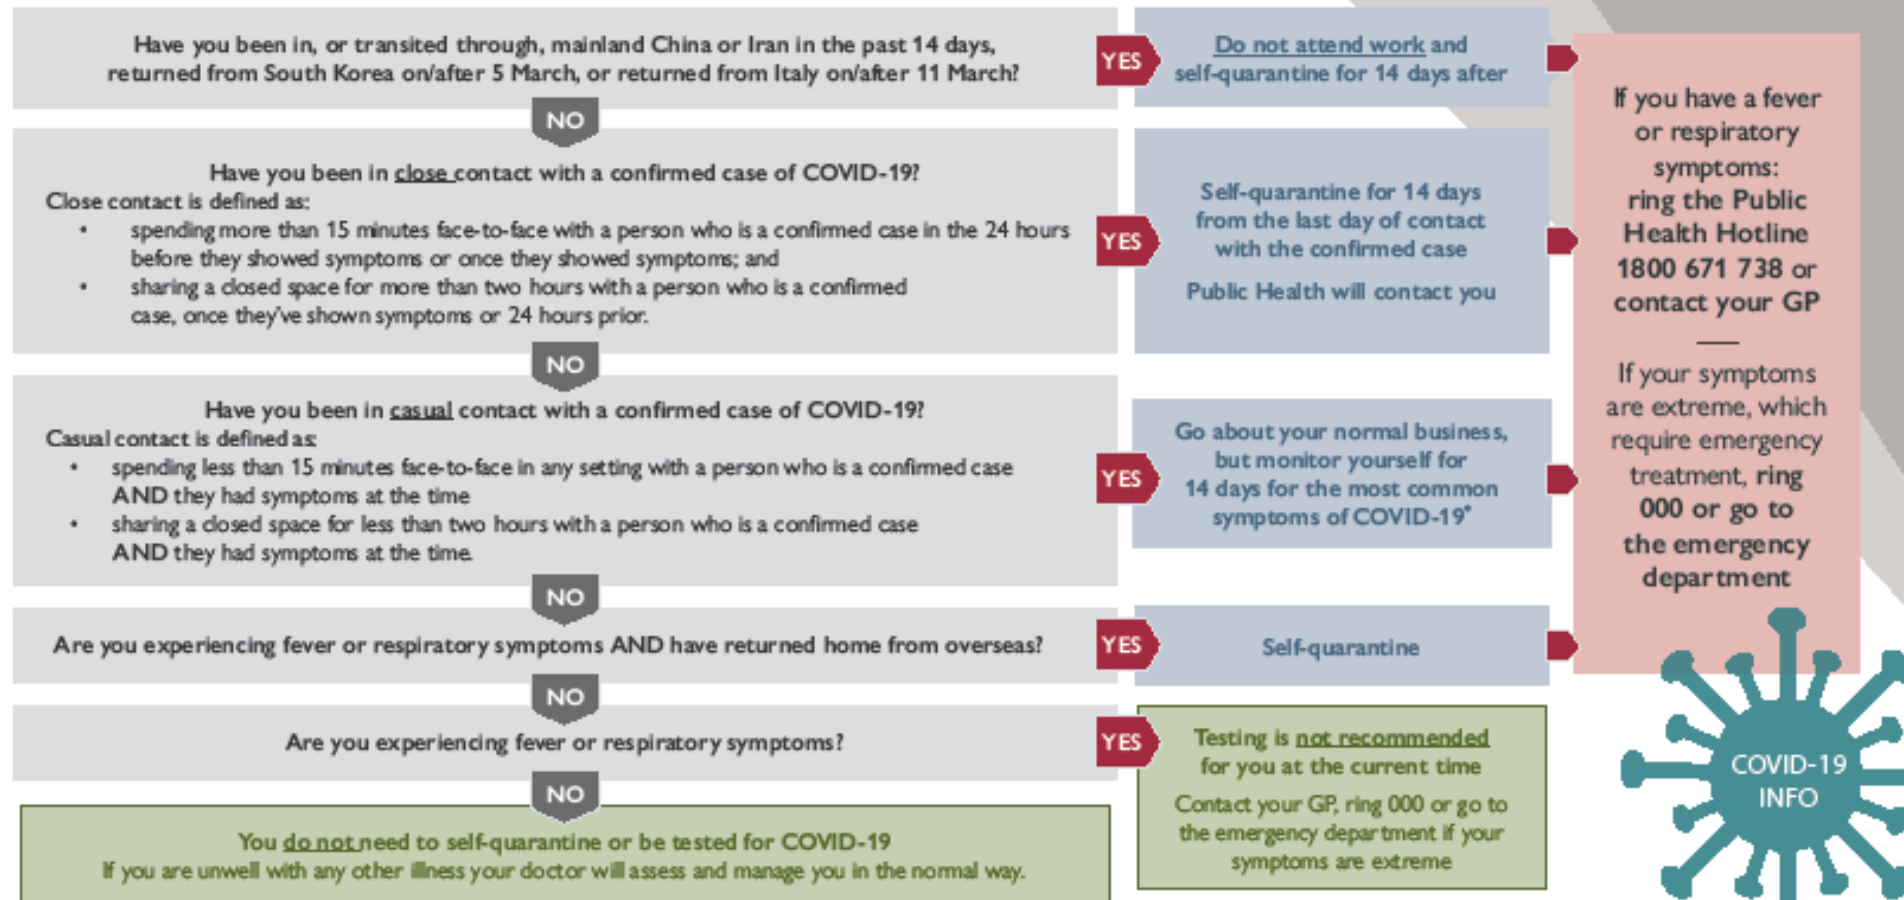 Have you been in, or transited through, mainland China or Iran in the past 14 days,
returned from South Korea on/after 5 March, or returned from Italy on/after 11 March?
YES
Do not attend work and
self-quarantine for 14 days after
NO
Have you been in close contact with a confirmed case of COVID-19?
Close contact is defined as:
• spending more than 15 minutes face-to-face with a person who is a confirmed case in the 24 hours
before they showed symptoms or once they showed symptoms; and
• sharing a closed space for more than two hours with a person who is a confirmed
case, once they've shown symptoms or 24 hours prior.
YES
Self-quarantine for 14 days
from the last day of contact
with the confirmed case
Public Health will contact you
NO
Have you been in casual contact with a confirmed case of COVID-19?
Casual contact is defined as:
• spending less than 15 minutes face-to-face in any setting with a person who is a confirmed case
AND they had symptoms at the time
• sharing a closed space for less than two hours with a person who is a confirmed case
AND they had symptoms at the time.
YES
Go about your normal business,
but monitor yourself for
14 days for the most common
symptoms of COVID-19*
NO
Are you experiencing fever or respiratory symptoms AND have returned home from overseas?
YES
Self-quarantine
NO
Are you experiencing fever or respiratory symptoms?
YES
Testing is not recommended
for you at the current time
Contact your GP, ring 000 or go to
the emergency department if your
symptoms are extreme
NO
You do not need to self-quarantine or be tested for COVID-19
If you are unwell with any other illness your doctor will assess and manage you in the normal way.
If you have a fever
or respiratory
symptoms:
ring the Public
Health Hotline
1800 671 738 or
contact your GP
If your symptoms
are extreme, which
require emergency
treatment, ring
000 or go to
the emergency
department
COVID-19
INFO